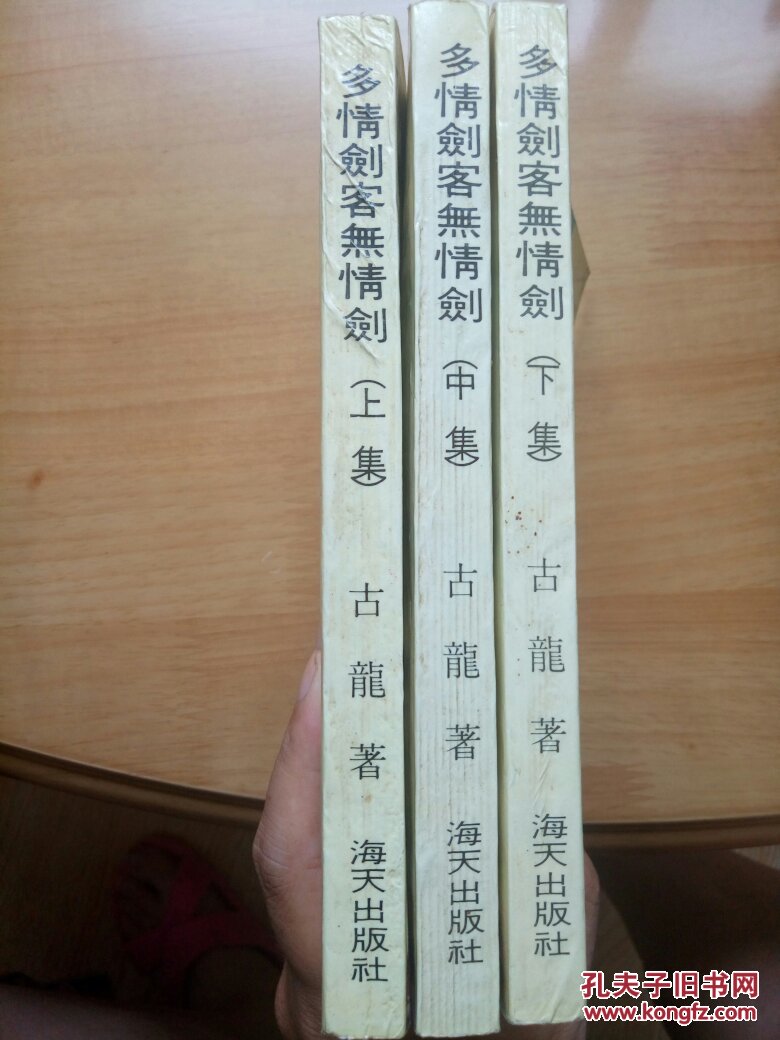 多情劍客無情劍(上集)古龍著 海天出版社
多情劍客無情劍(中集)古龍著 海天出版社
多情劍客無情劍(下集)古龍著 海天出版社
孔夫子旧书网
www.kongfz.com